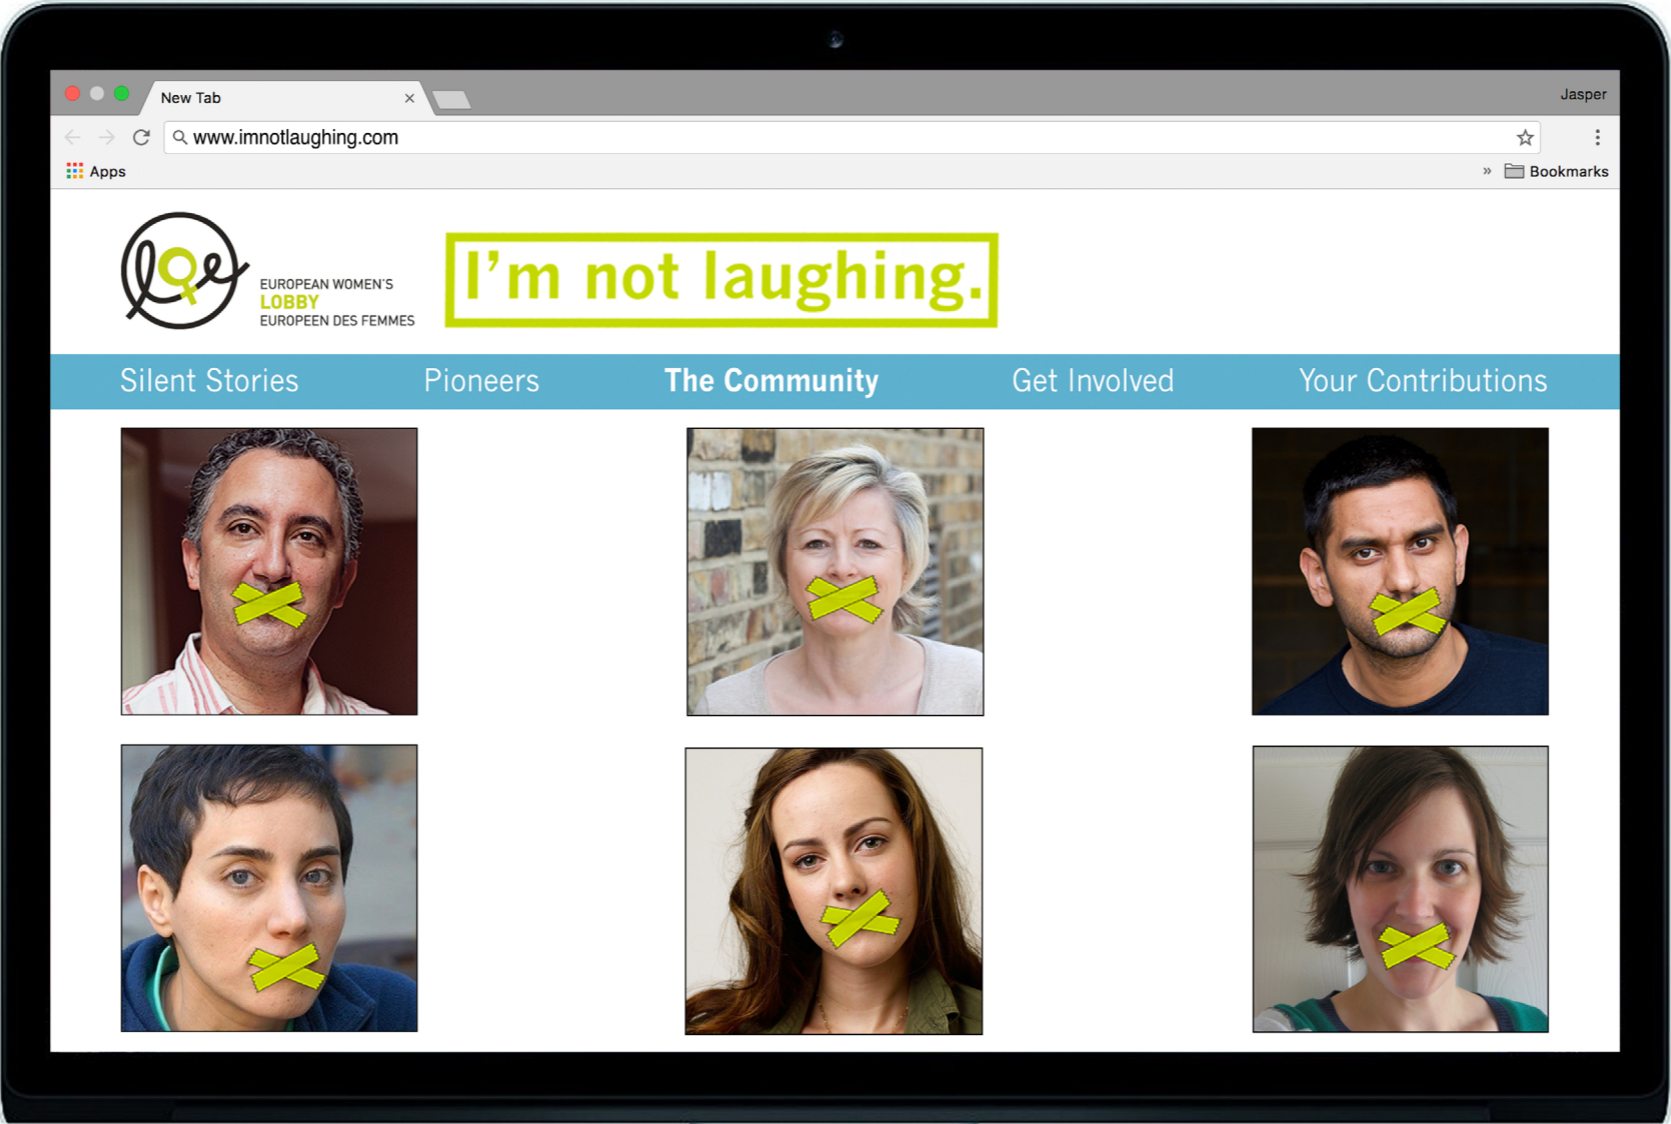 New Tab
Jasper
www.imnotlaughing.com
Apps
» Bookmarks
EUROPEAN WOMEN'S
LOBBY
EUROPEEN DES FEMMES
I'm not laughing.
Silent Stories Pioneers The Community Get Involved Your Contributions